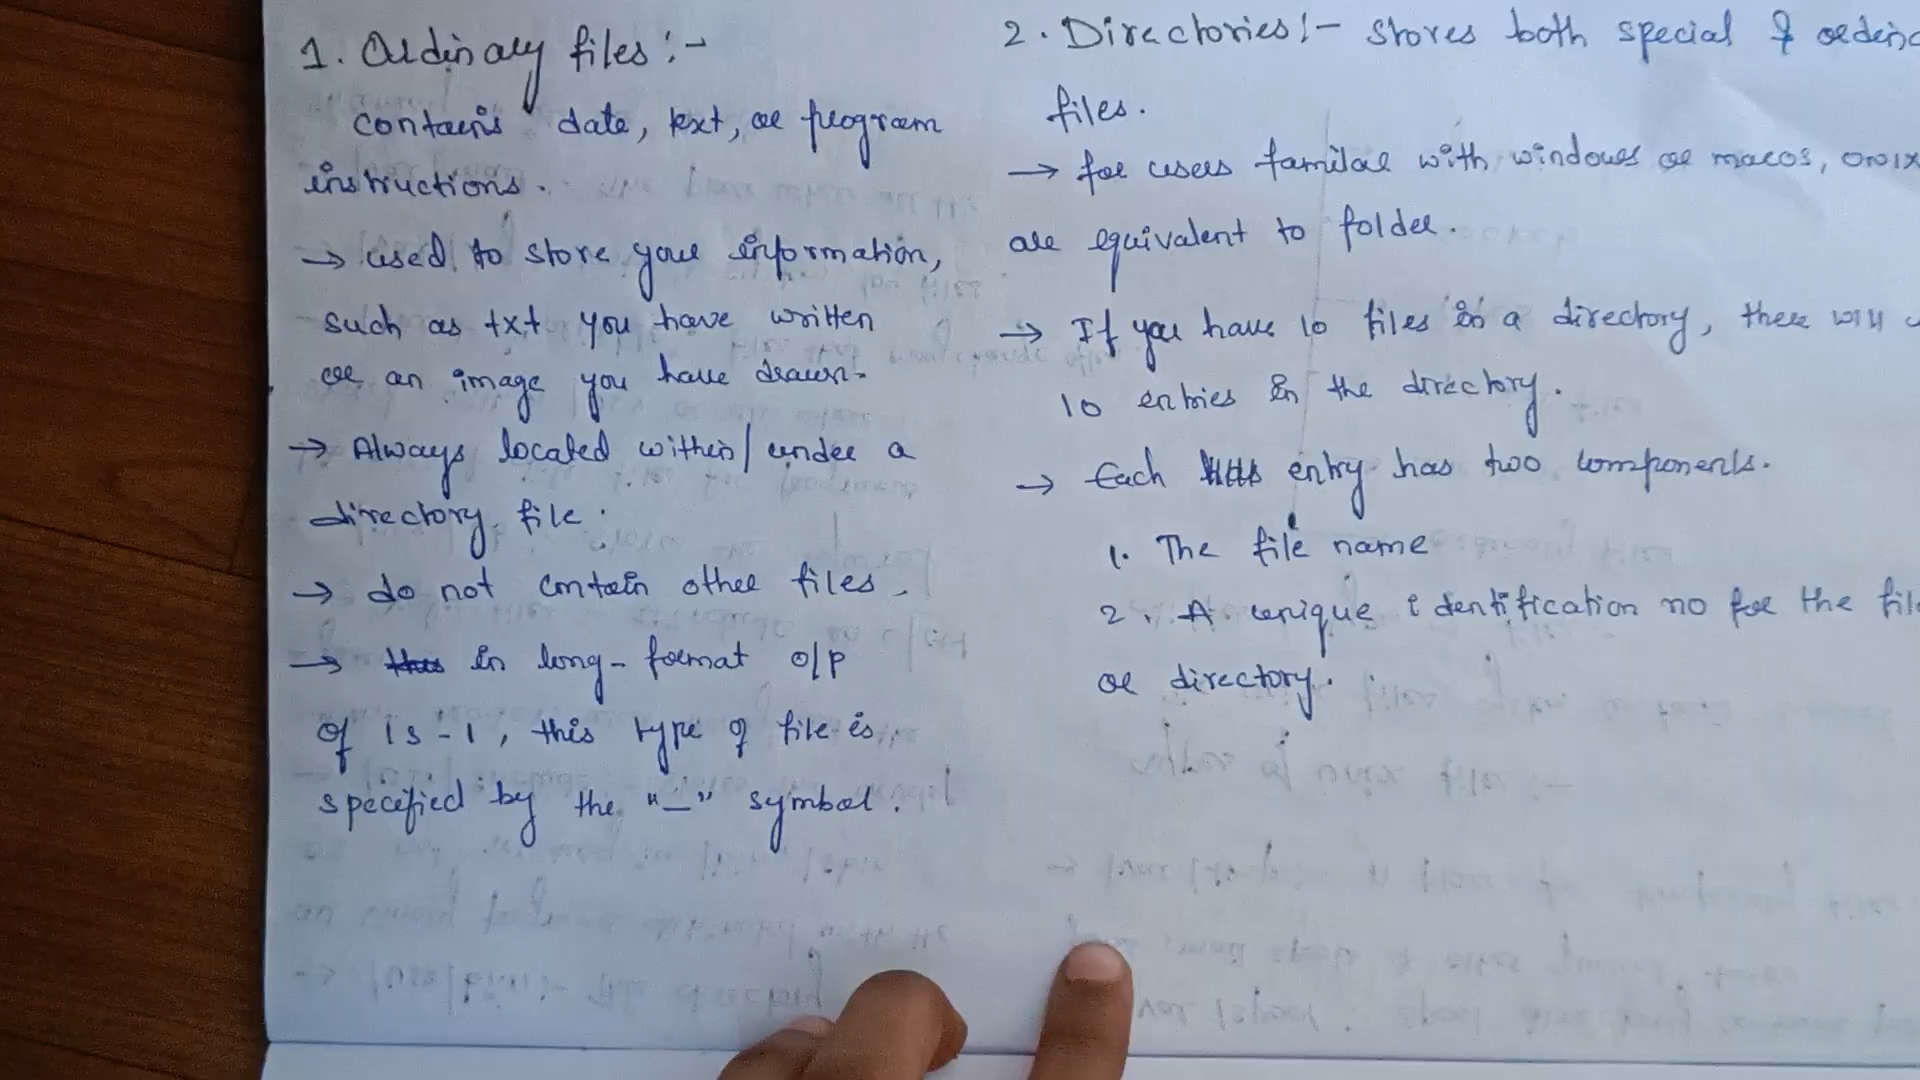 1. Ordinary files :-
contains date, text, or program
instructions.
→ used to store your information,
such as txt you have written
or an image you have drawn.
→ Always located within/under a
directory file.
→ do not contain other files.
→ in long-format o/p
of ls -l, this type of file is
specified by the "_" symbol.
2. Directories :- stores both special & ordina
files.
→ for users familar with windows or macos, UNIX
are equivalent to folder.
→ If you have 10 files in a directory, there will
10 entries in the directory.
→ Each entry has two components.
1. The file name
2. A unique identification no for the file
or directory.